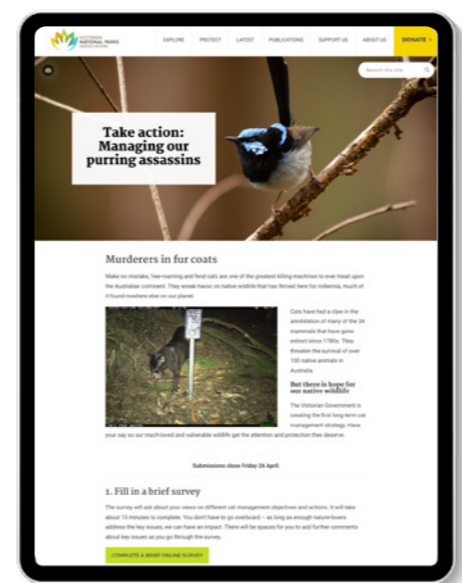 VICTORIAN
NATIONAL PARKS
ASSOCIATION
EXPLORE
PROTECT
LATEST
PUBLICATIONS
SUPPORT US
ABOUT US
DONATE >
Search the site
Take action:
Managing our
purring assassins
Murderers in fur coats
Make no mistake, free-roaming and feral cats are one of the greatest killing machines to ever tread upon
the Australian continent. They wreak havoc on native wildlife that has thrived here for millennia, much of
it found nowhere else on our planet.
Cats have had a claw in the
annihilation of many of the 34
mammals that have gone
extinct since 1780s. They
threaten the survival of over
100 native animals in
Australia.
But there is hope for
our native wildlife
The Victorian Government is
creating the first long-term cat
management strategy. Have
your say so our much-loved and vulnerable wildlife get the attention and protection they deserve.
Submissions close Friday 26 April.
1. Fill in a brief survey
The survey will ask about your views on different cat management objectives and actions. It will take
about 15 minutes to complete. You don't have to go overboard – as long as enough nature-lovers
address the key issues, we can have an impact. There will be spaces for you to add further comments
about key issues as you go through the survey.
COMPLETE A BRIEF ONLINE SURVEY